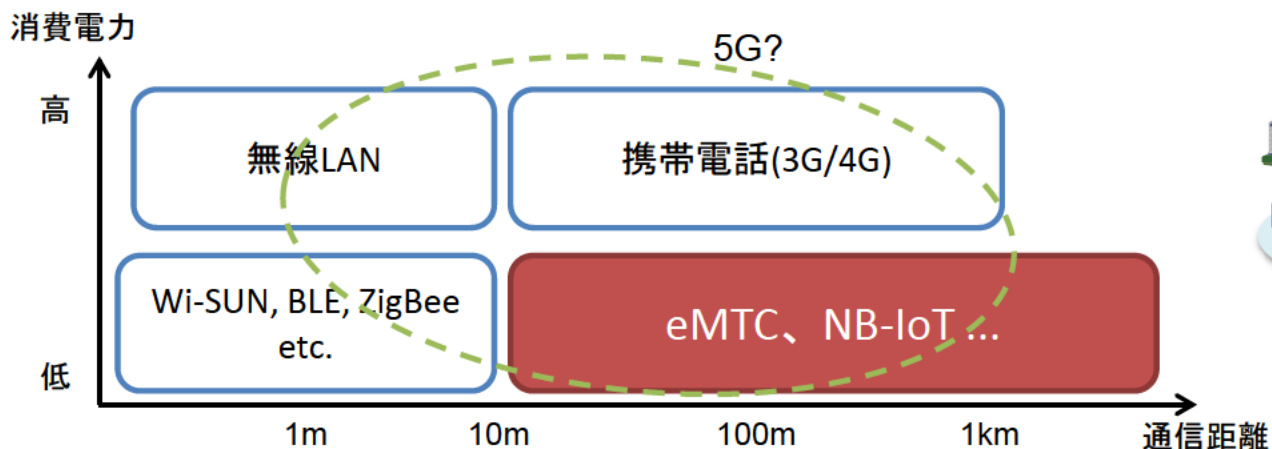 消費電力
5G?
高
無線LAN
携帯電話(3G/4G)
Wi-SUN, BLE, ZigBee
etc.
eMTC、NB-IoT ...
低
1m
10m
100m
1km
通信距離